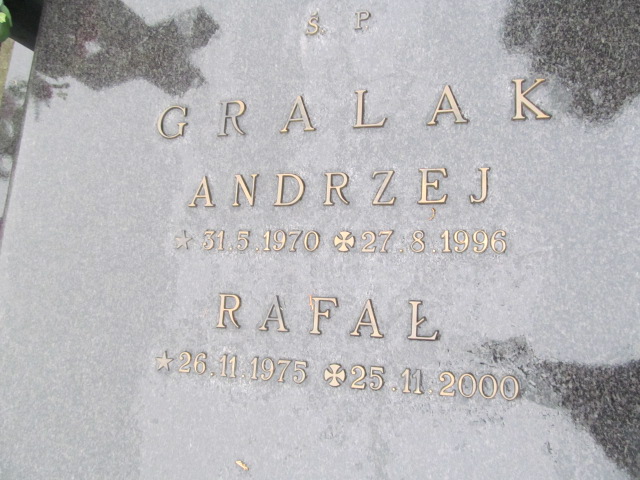 Ś. P.
GRALAK
ANDRZEJ
★31.5.1970 ✠27.8.1996
RAFAŁ
★26.11.1975 ✠25.11.2000